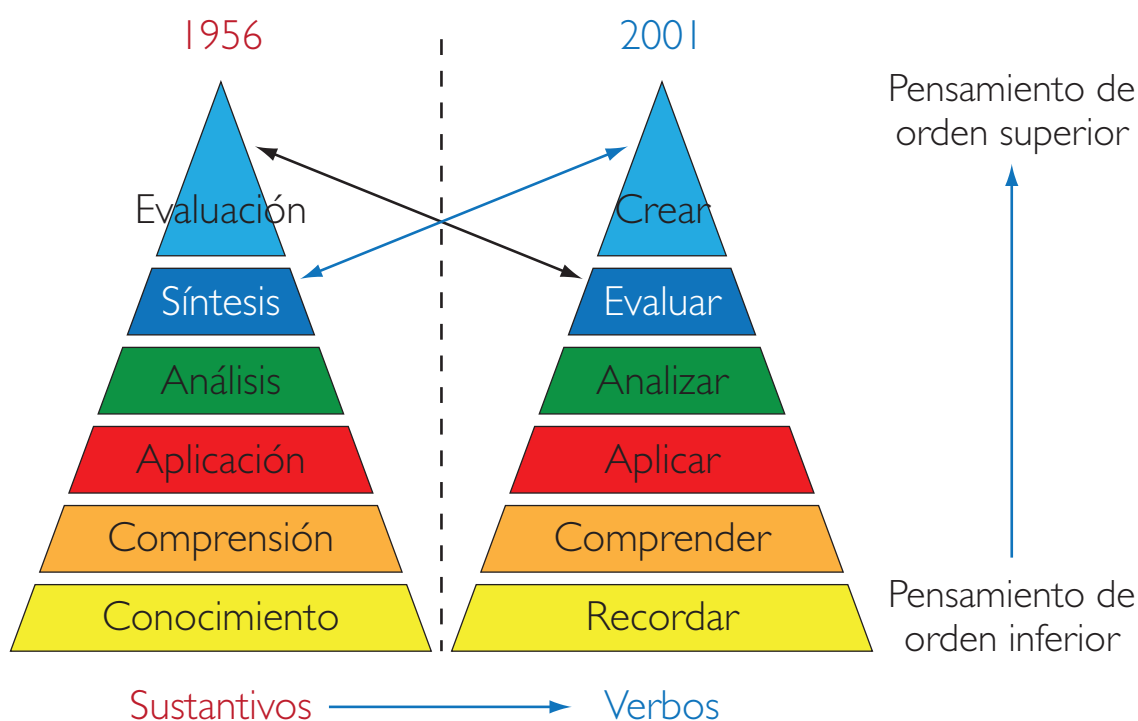 1956
2001
Pensamiento de
orden superior
Evaluación
Crear
Síntesis
Evaluar
Análisis
Analizar
Aplicación
Aplicar
Comprensión
Comprender
Conocimiento
Recordar
Pensamiento de
orden inferior
Sustantivos
Verbos